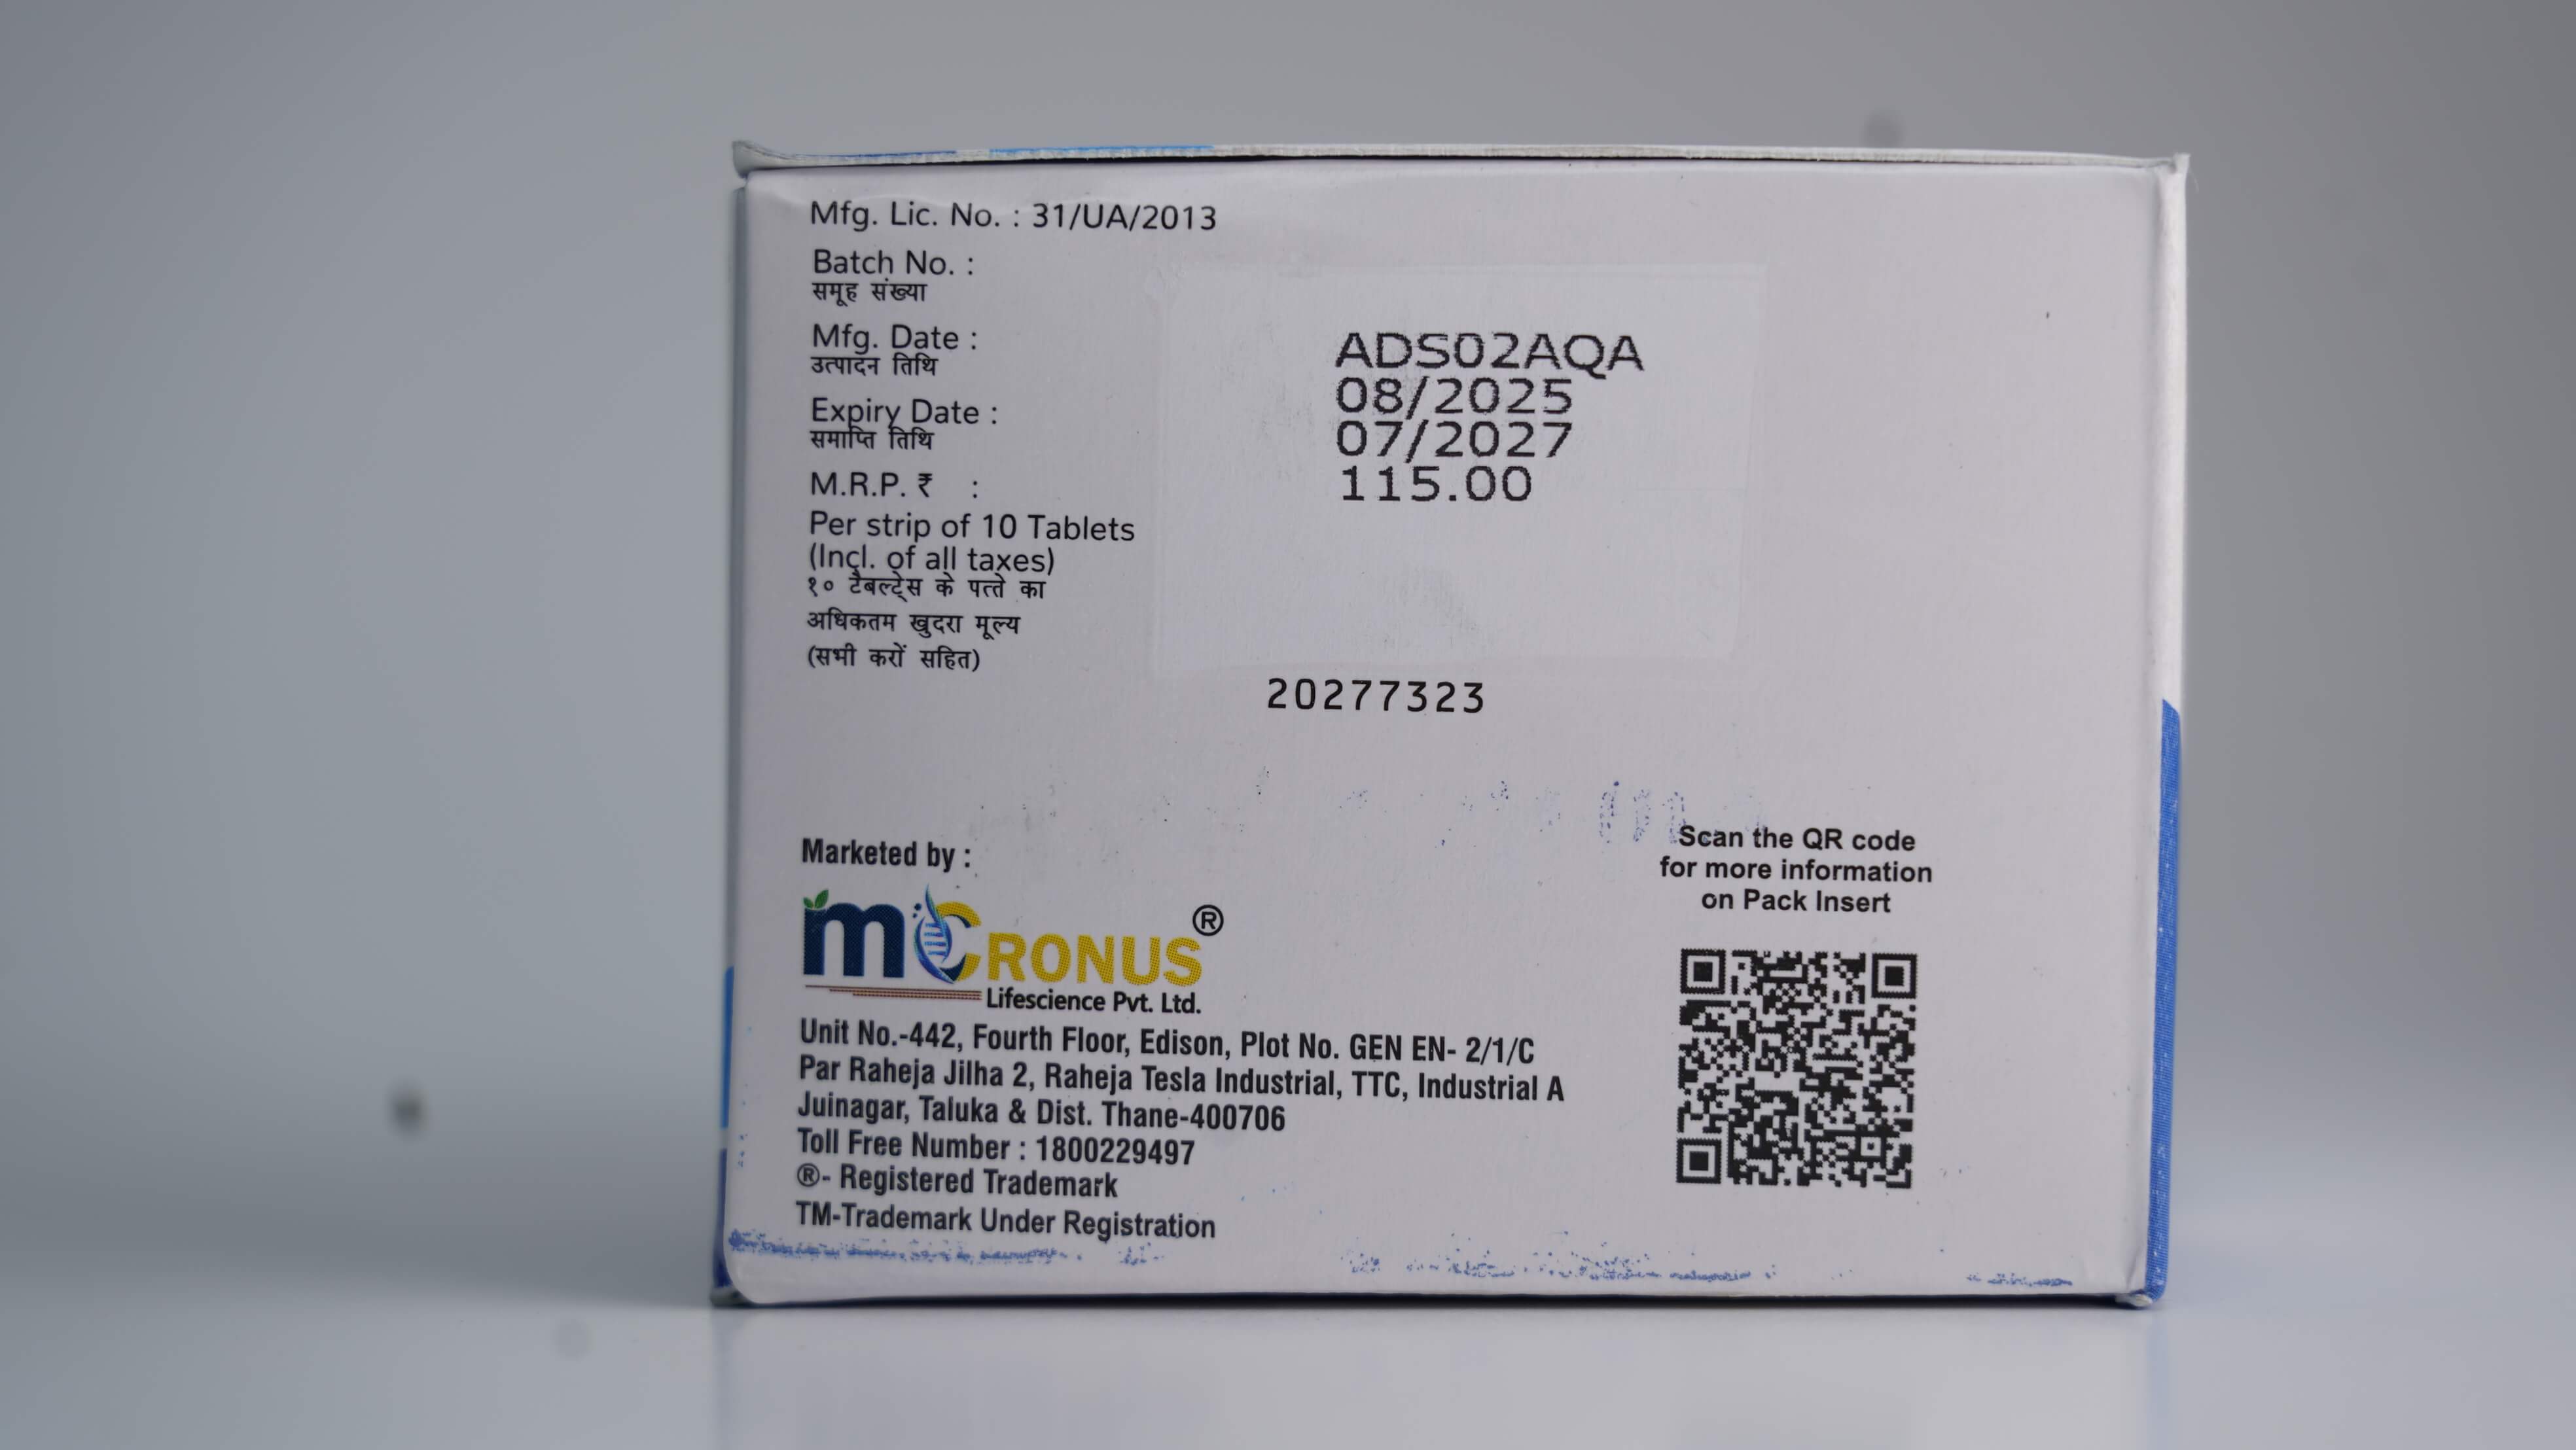 Mfg. Lic. No. : 31/UA/2013
Batch No. :
समूह संख्या
Mfg. Date :
उत्पादन तिथि
Expiry Date :
समाप्ति तिथि
M.R.P. ₹ :
Per strip of 10 Tablets
(Incl. of all taxes)
१० टैबल्ट्स के पत्ते का
अधिकतम खुदरा मूल्य
(सभी करों सहित)
ADS02AQA
08/2025
07/2027
115.00
20277323
Marketed by :
mCRONUS®
Lifescience Pvt. Ltd.
Unit No.-442, Fourth Floor, Edison, Plot No. GEN EN- 2/1/C
Par Raheja Jilha 2, Raheja Tesla Industrial, TTC, Industrial A
Juinagar, Taluka & Dist. Thane-400706
Toll Free Number : 1800229497
®- Registered Trademark
TM-Trademark Under Registration
Scan the QR code
for more information
on Pack Insert